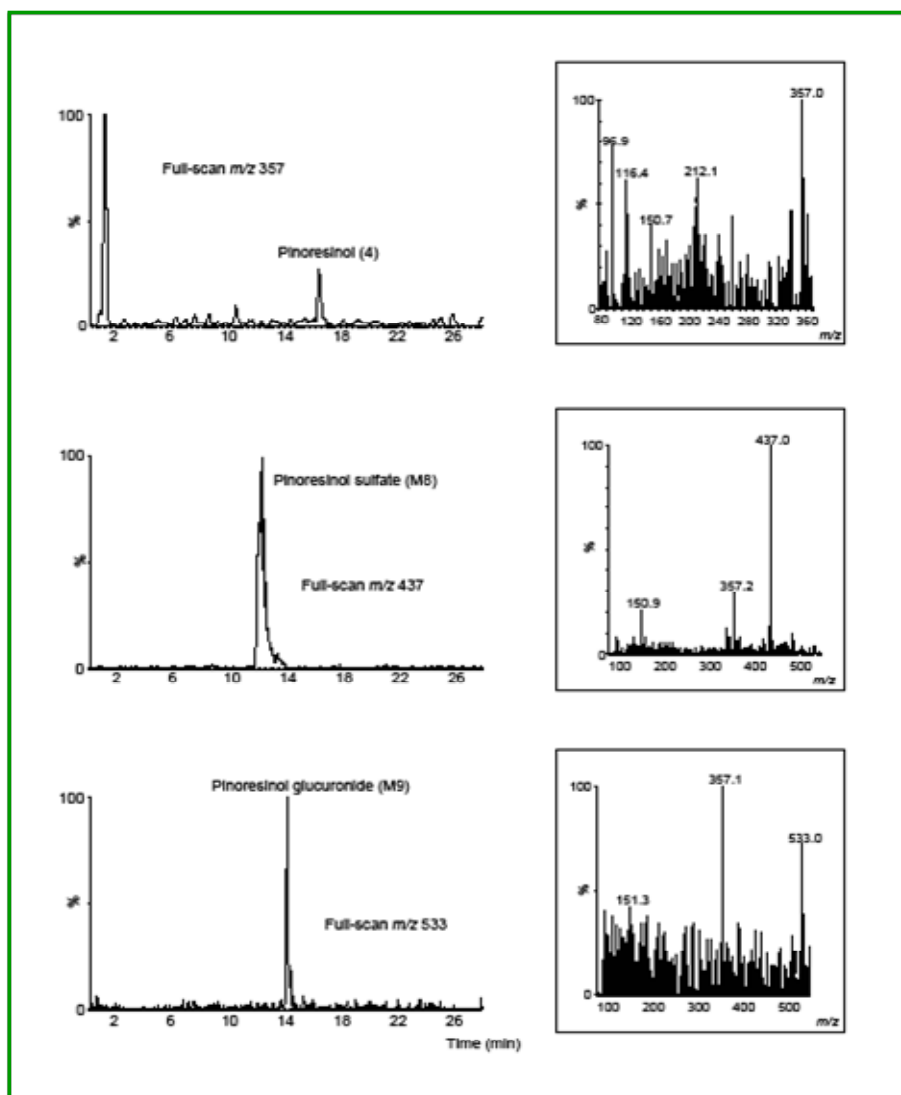 100
Full-scan m/z 357
%
Pinoresinol (4)
0
2 6 10 14 18 22 26
100
357.0
96.9
116.4
212.1
%
150.7
0
80 120 160 200 240 280 320 360
m/z
100
Pinoresinol sulfate (M8)
%
Full-scan m/z 437
0
2 6 10 14 18 22 26
100
437.0
%
357.2
150.9
0
100 200 300 400 500
m/z
Pinoresinol glucuronide (M9)
100
%
Full-scan m/z 533
0
2 6 10 14 18 22 26
Time (min)
100
357.1
533.0
%
151.3
0
100 200 300 400 500
m/z